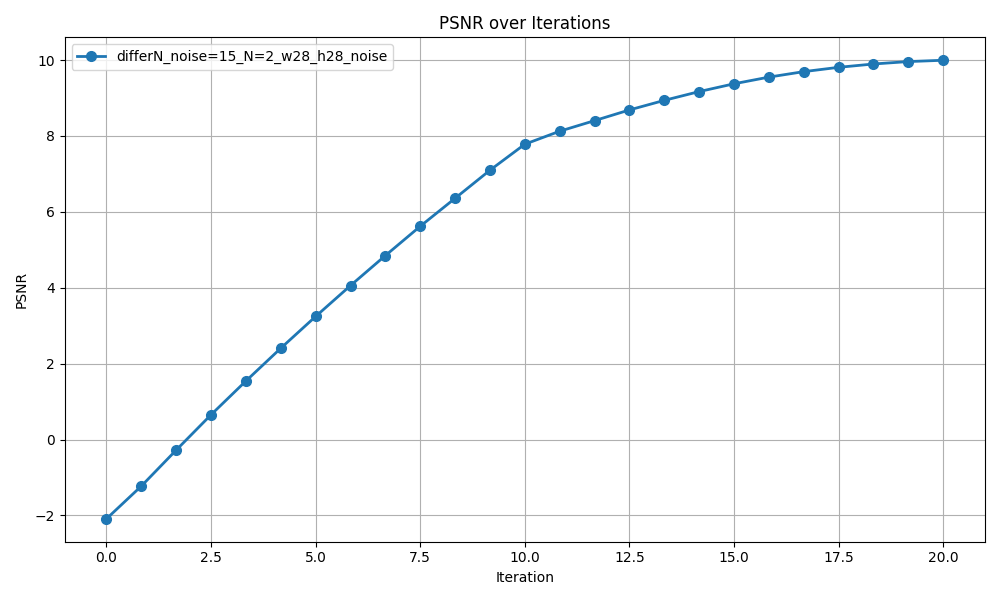 PSNR over Iterations
differN_noise=15_N=2_w28_h28_noise
10
8
6
4
2
0
−2
PSNR
0.0 2.5 5.0 7.5 10.0 12.5 15.0 17.5 20.0
Iteration